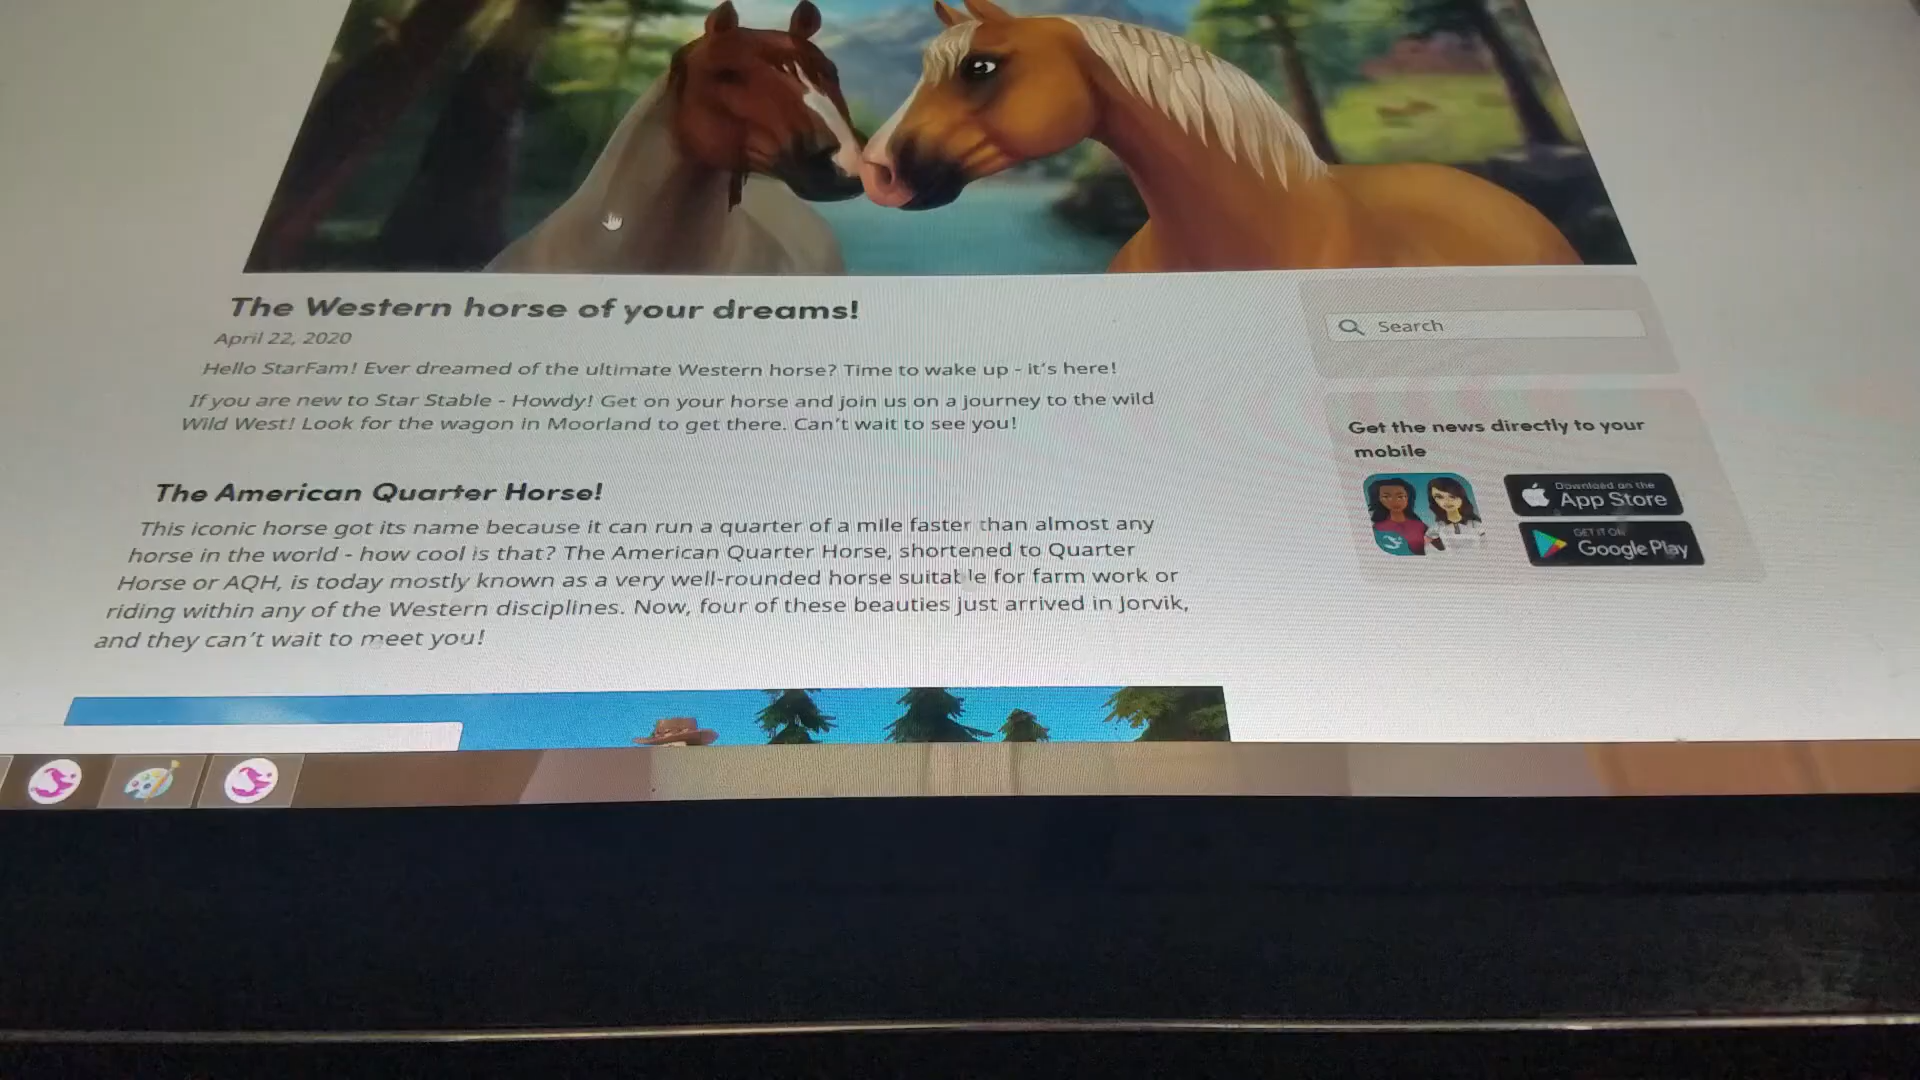 The Western horse of your dreams!
April 22, 2020
Hello StarFam! Ever dreamed of the ultimate Western horse? Time to wake up - it's here!
If you are new to Star Stable - Howdy! Get on your horse and join us on a journey to the wild
Wild West! Look for the wagon in Moorland to get there. Can't wait to see you!
The American Quarter Horse!
This iconic horse got its name because it can run a quarter of a mile faster than almost any
horse in the world - how cool is that? The American Quarter Horse, shortened to Quarter
Horse or AQH, is today mostly known as a very well-rounded horse suitable for farm work or
riding within any of the Western disciplines. Now, four of these beauties just arrived in Jorvik,
and they can't wait to meet you!
Search
Get the news directly to your
mobile
Download on the
App Store
GET IT ON
Google Play